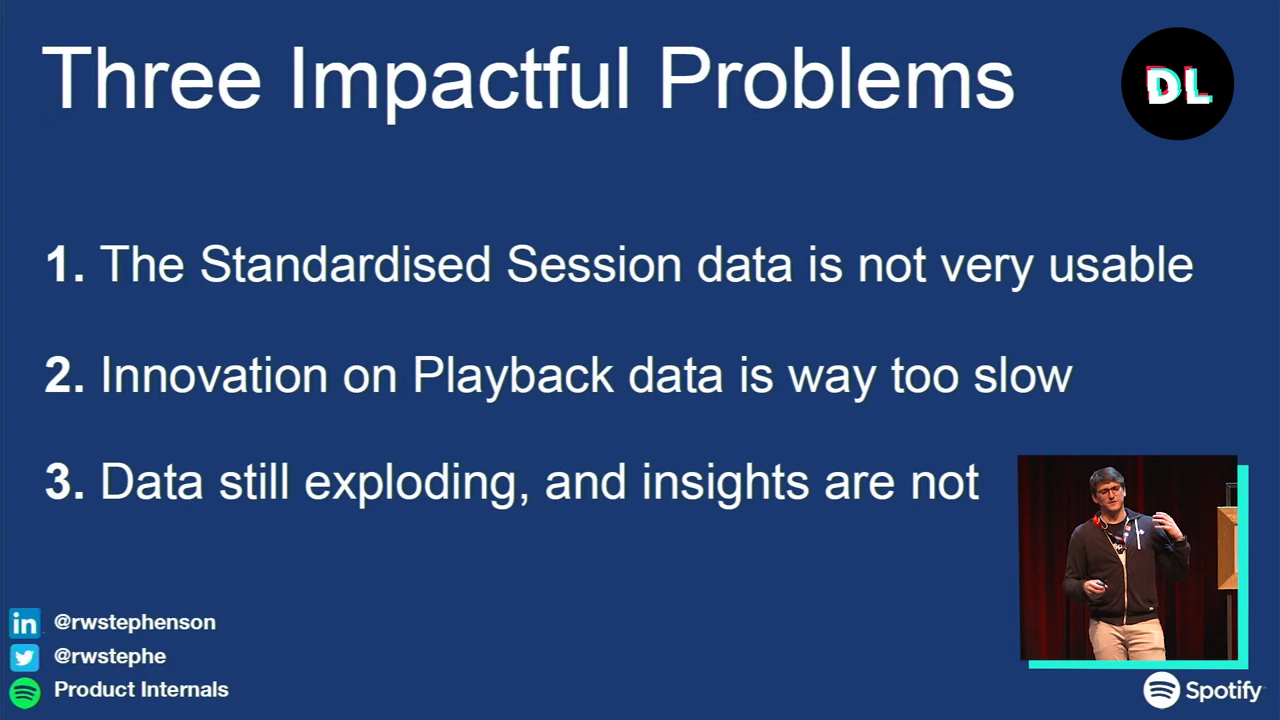 Three Impactful Problems
DL
1. The Standardised Session data is not very usable
2. Innovation on Playback data is way too slow
3. Data still exploding, and insights are not
in @rwstephenson
@rwstephe
Product Internals
Spotify